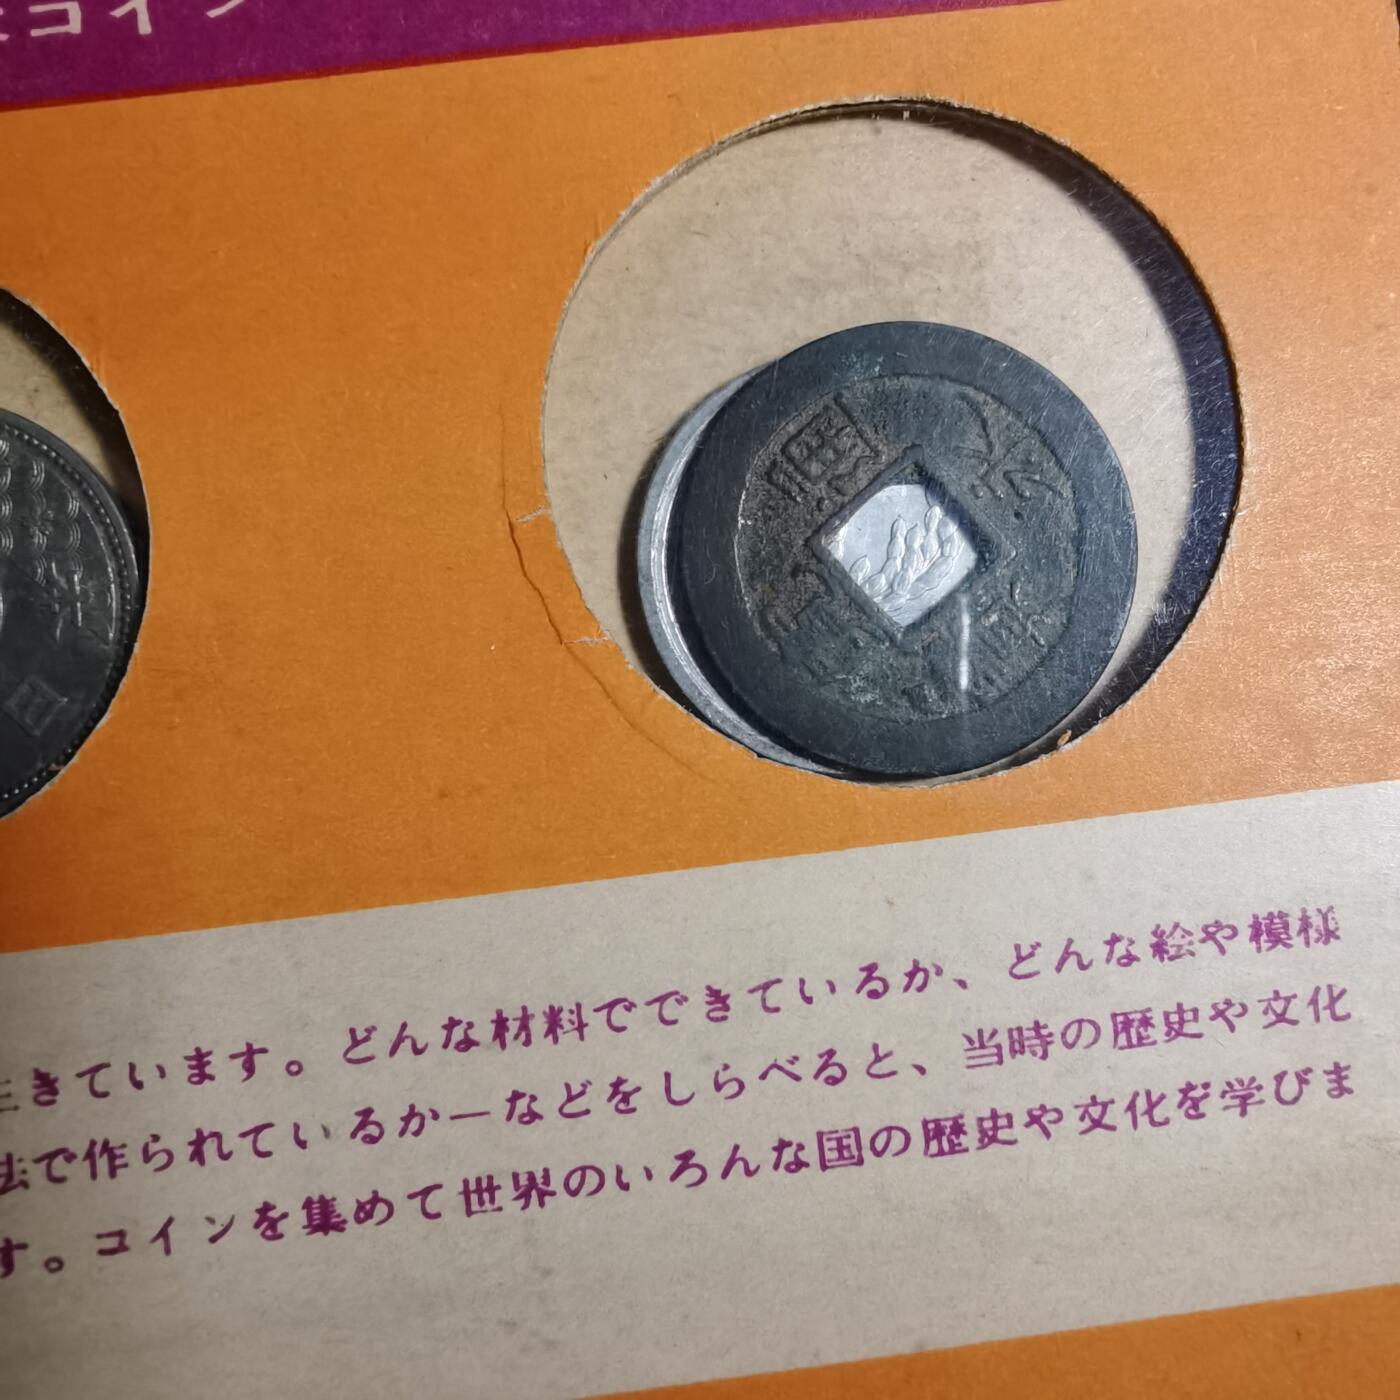 コイン
生きています。どんな材料でできているか、どんな絵や模様
法で作られているか—などをしらべると、当時の歴史や文化
す。コインを集めて世界のいろんな国の歴史や文化を学びま